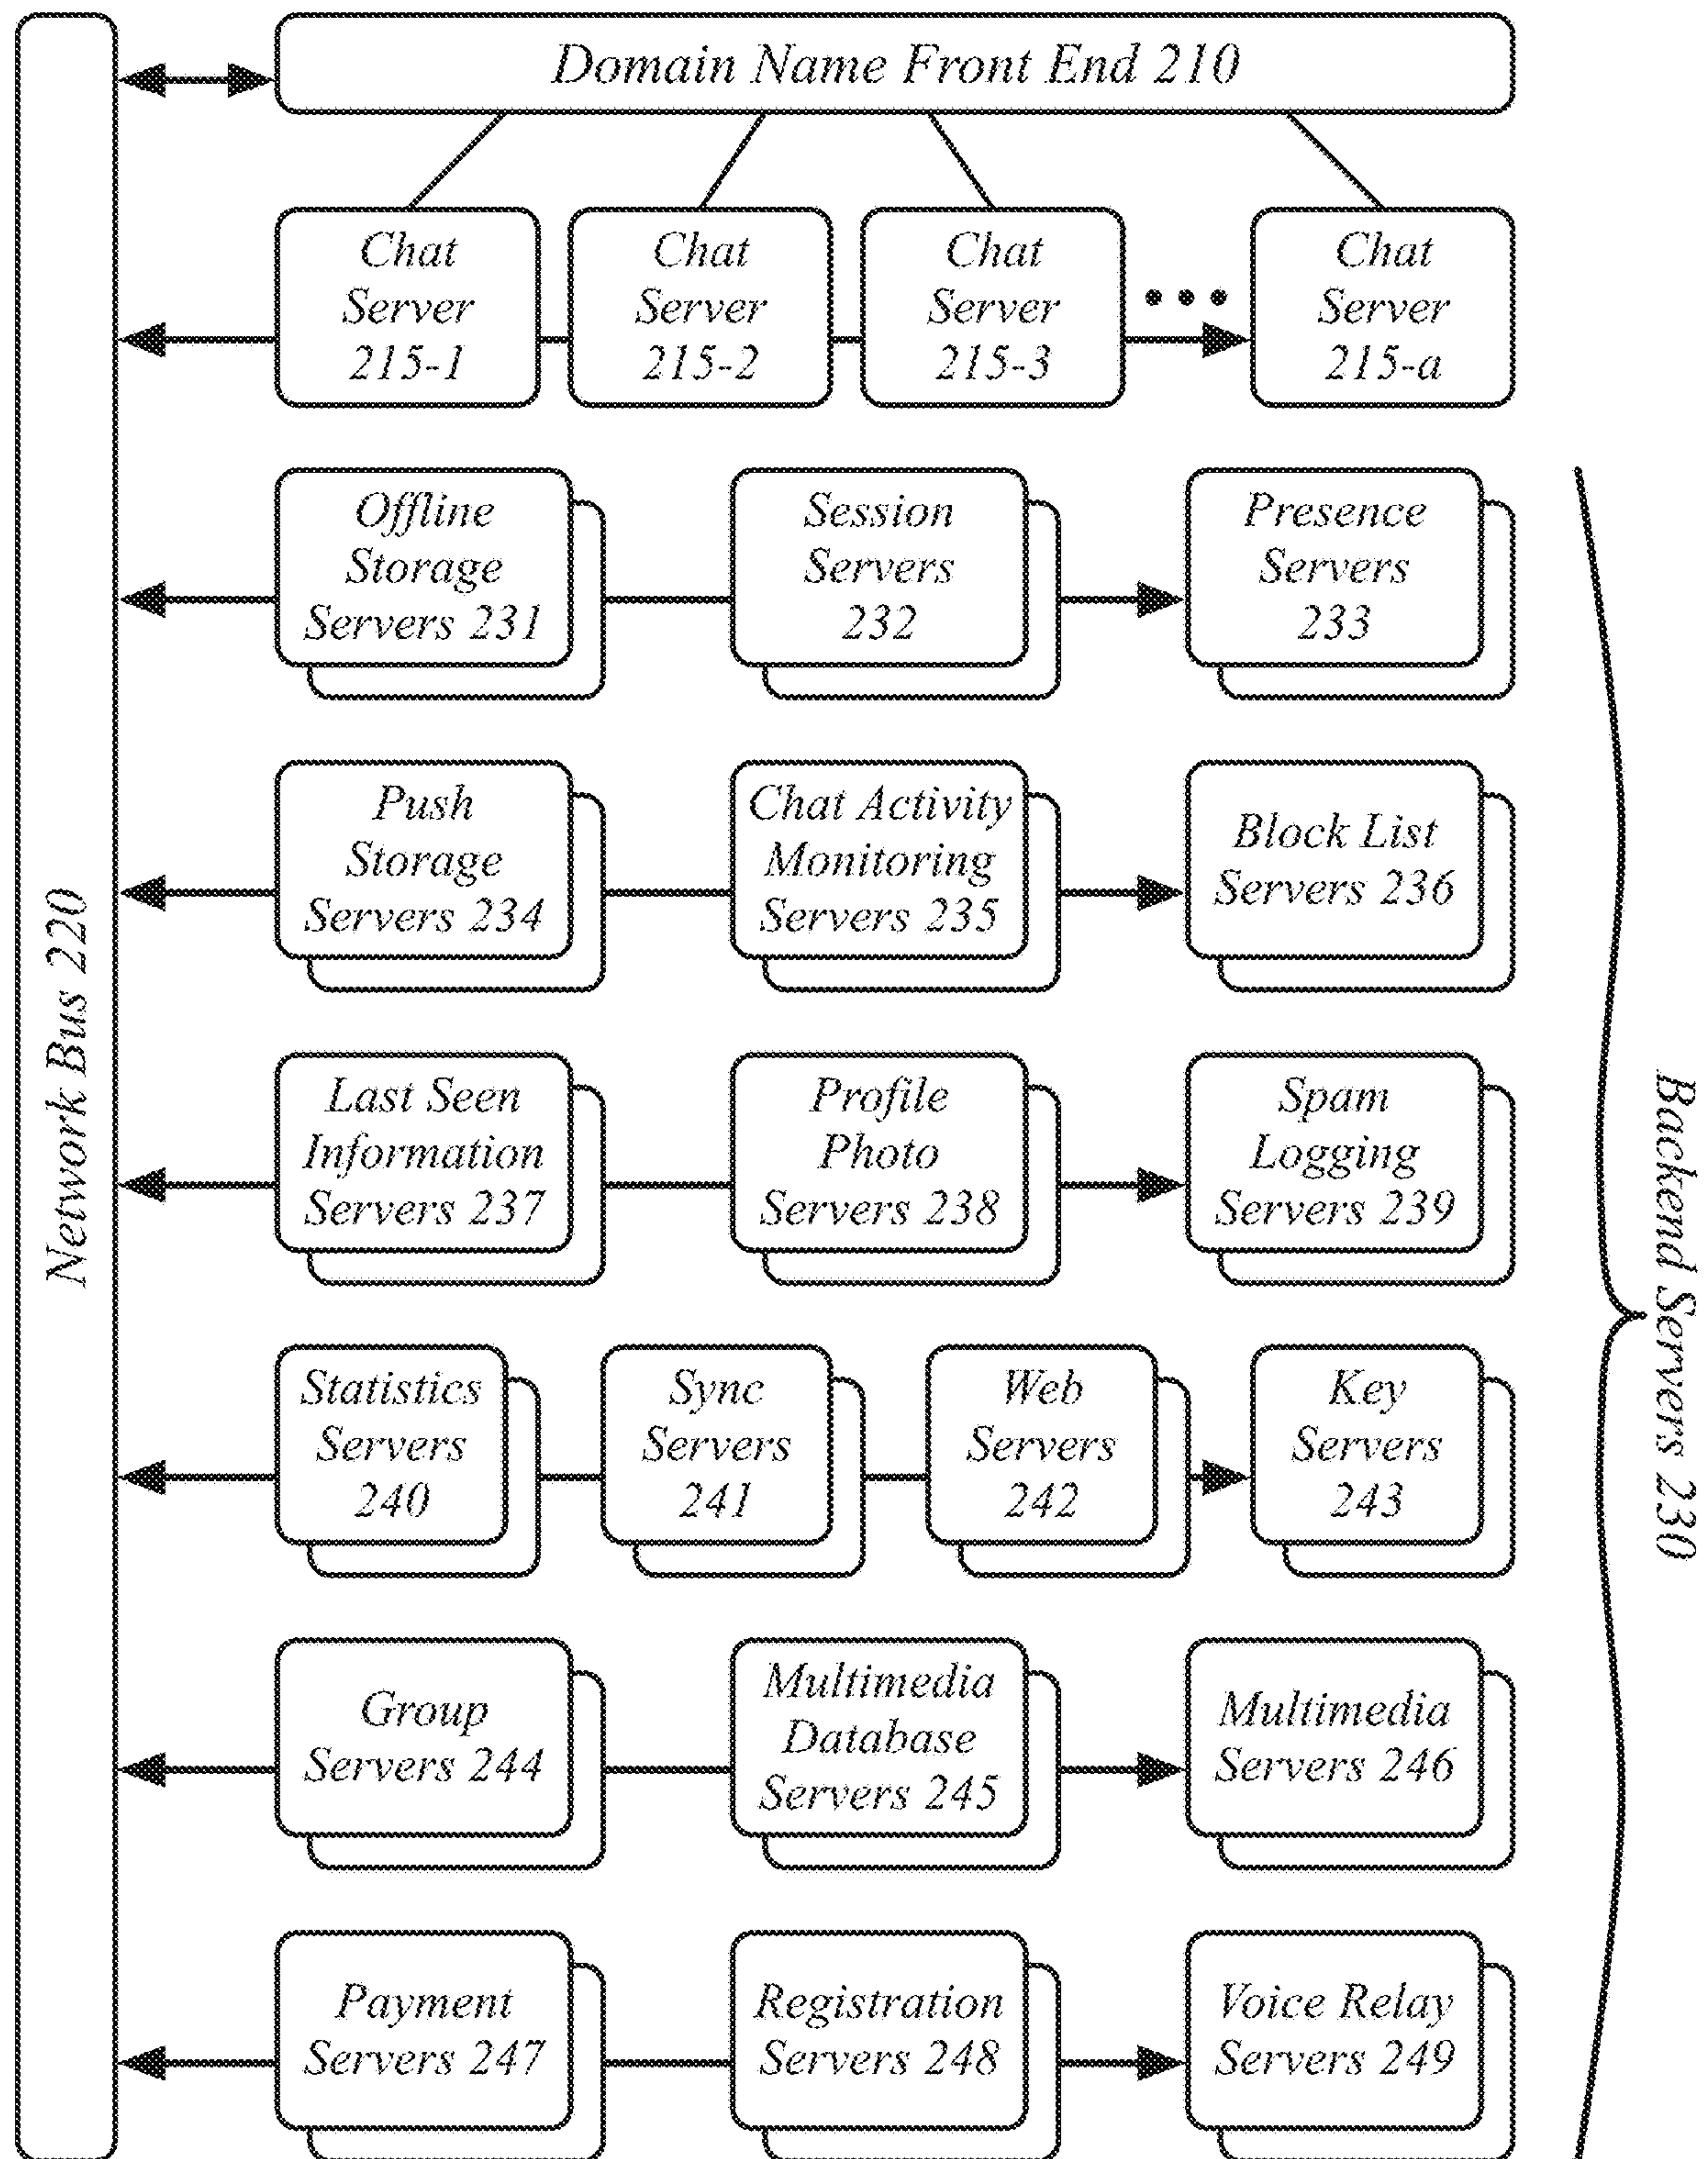 Domain Name Front End 210
Chat
Server
215-1
Chat
Server
215-2
Chat
Server
215-3
Chat
Server
215-a
Offline
Storage
Servers 231
Session
Servers
232
Presence
Servers
233
Push
Storage
Servers 234
Chat Activity
Monitoring
Servers 235
Block List
Servers 236
Last Seen
Information
Servers 237
Profile
Photo
Servers 238
Spam
Logging
Servers 239
Statistics
Servers
240
Sync
Servers
241
Web
Servers
242
Key
Servers
243
Group
Servers 244
Multimedia
Database
Servers 245
Multimedia
Servers 246
Payment
Servers 247
Registration
Servers 248
Voice Relay
Servers 249
Network Bus 220
Backend Servers 230